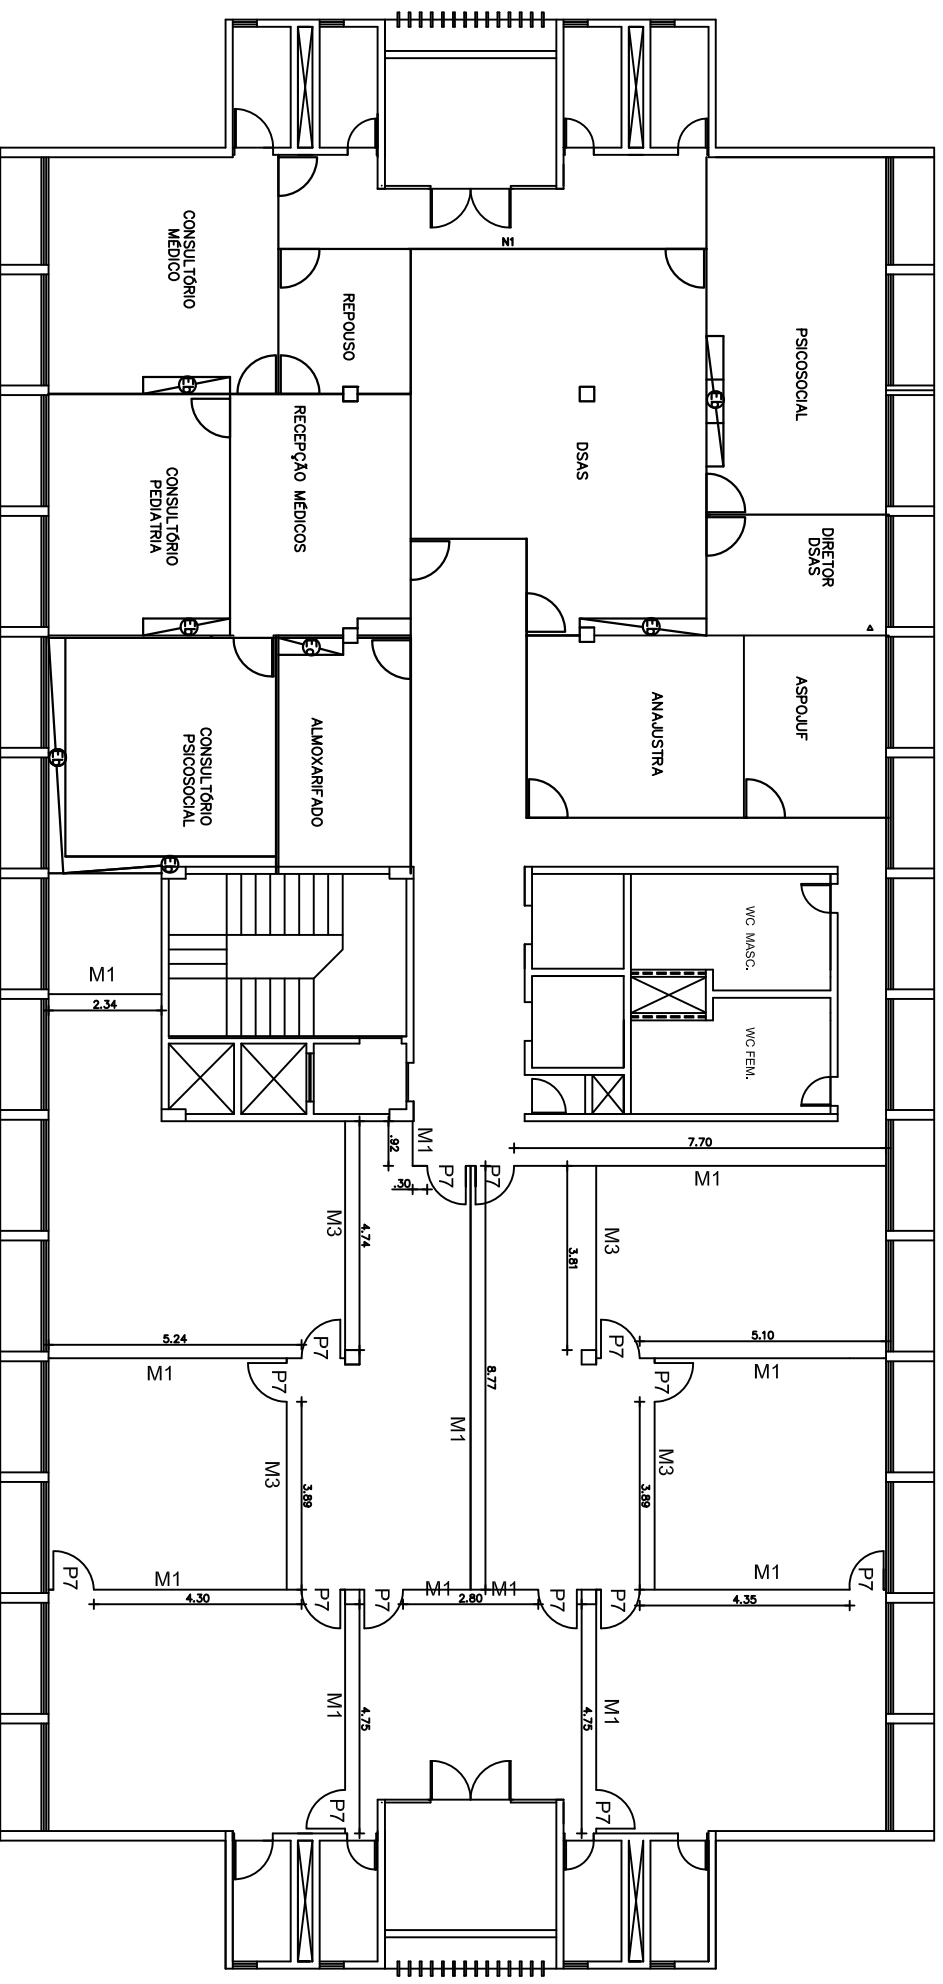 N1
CONSULTÓRIO
MÉDICO
REPOUSO
PSICOSOCIAL
RECEPÇÃO MÉDICOS
DSAS
CONSULTÓRIO
PEDIATRIA
DIRETOR
DSAS
ASPOJUF
ANAJUSTRA
ALMOXARIFADO
CONSULTÓRIO
PSICOSOCIAL
WC MASC.
WC FEM.
M1
2.34
M1
.92
.30
P7
P7
7.70
M1
M3
4.74
3.81
M3
5.24
P7
P7
5.10
M1
P7
8.77
P7
M1
M1
M3
3.89
3.89
M3
P7
M1
M1
P7
4.30
P7
P7
M1
M1
2.80
P7
P7
4.35
M1
4.75
4.75
M1
P7
P7